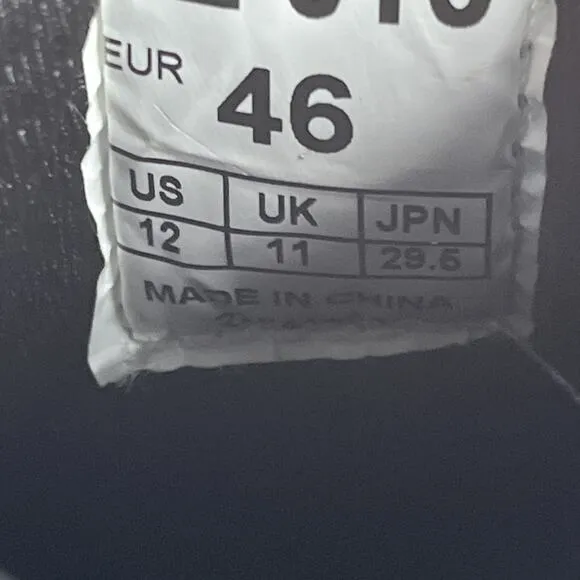 EUR 46
US UK JPN
12 11 29.5
MADE IN CHINA